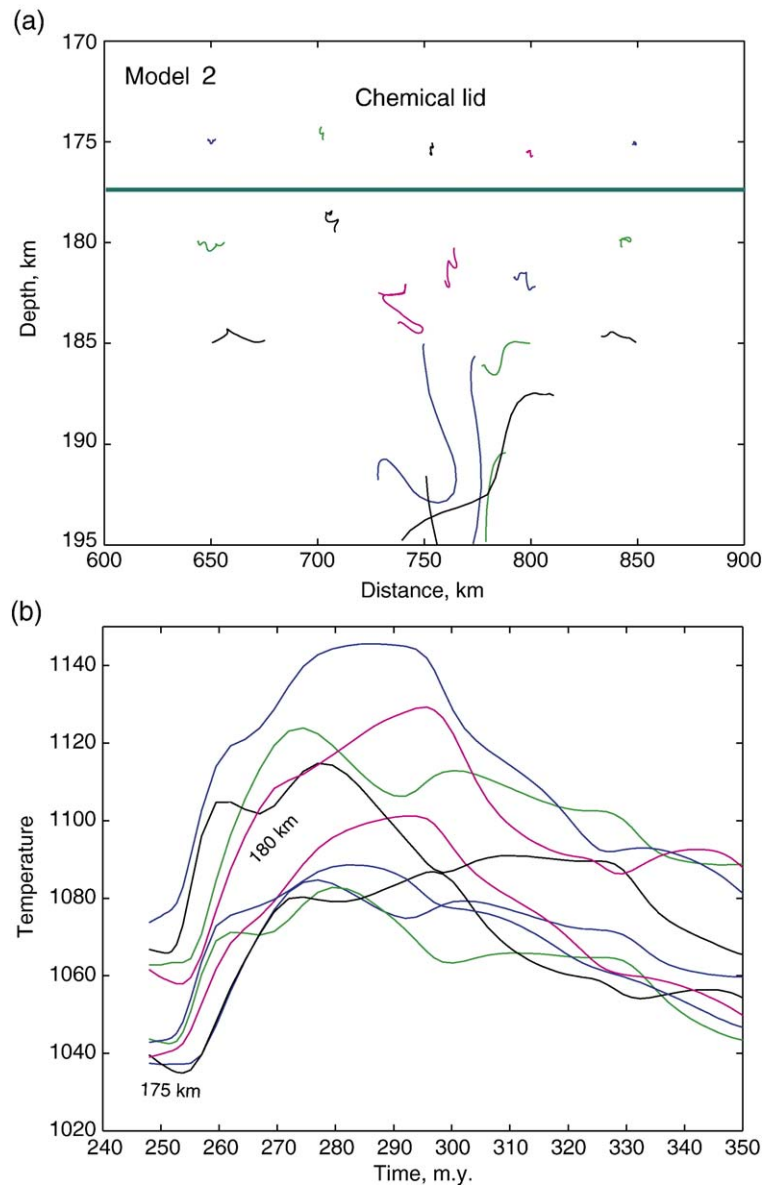 (a)
170
Model 2
Chemical lid
175
180
185
190
195
Depth, km
600 650 700 750 800 850 900
Distance, km
(b)
1140
1120
1100
1080
1060
1040
1020
Temperature
180 km
175 km
240 250 260 270 280 290 300 310 320 330 340 350
Time, m.y.